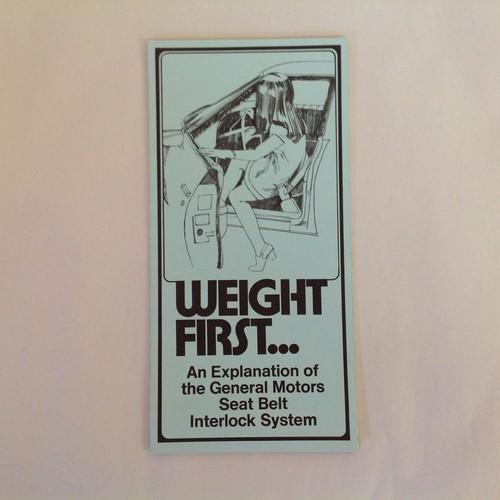 WEIGHT
FIRST...
An Explanation of
the General Motors
Seat Belt
Interlock System